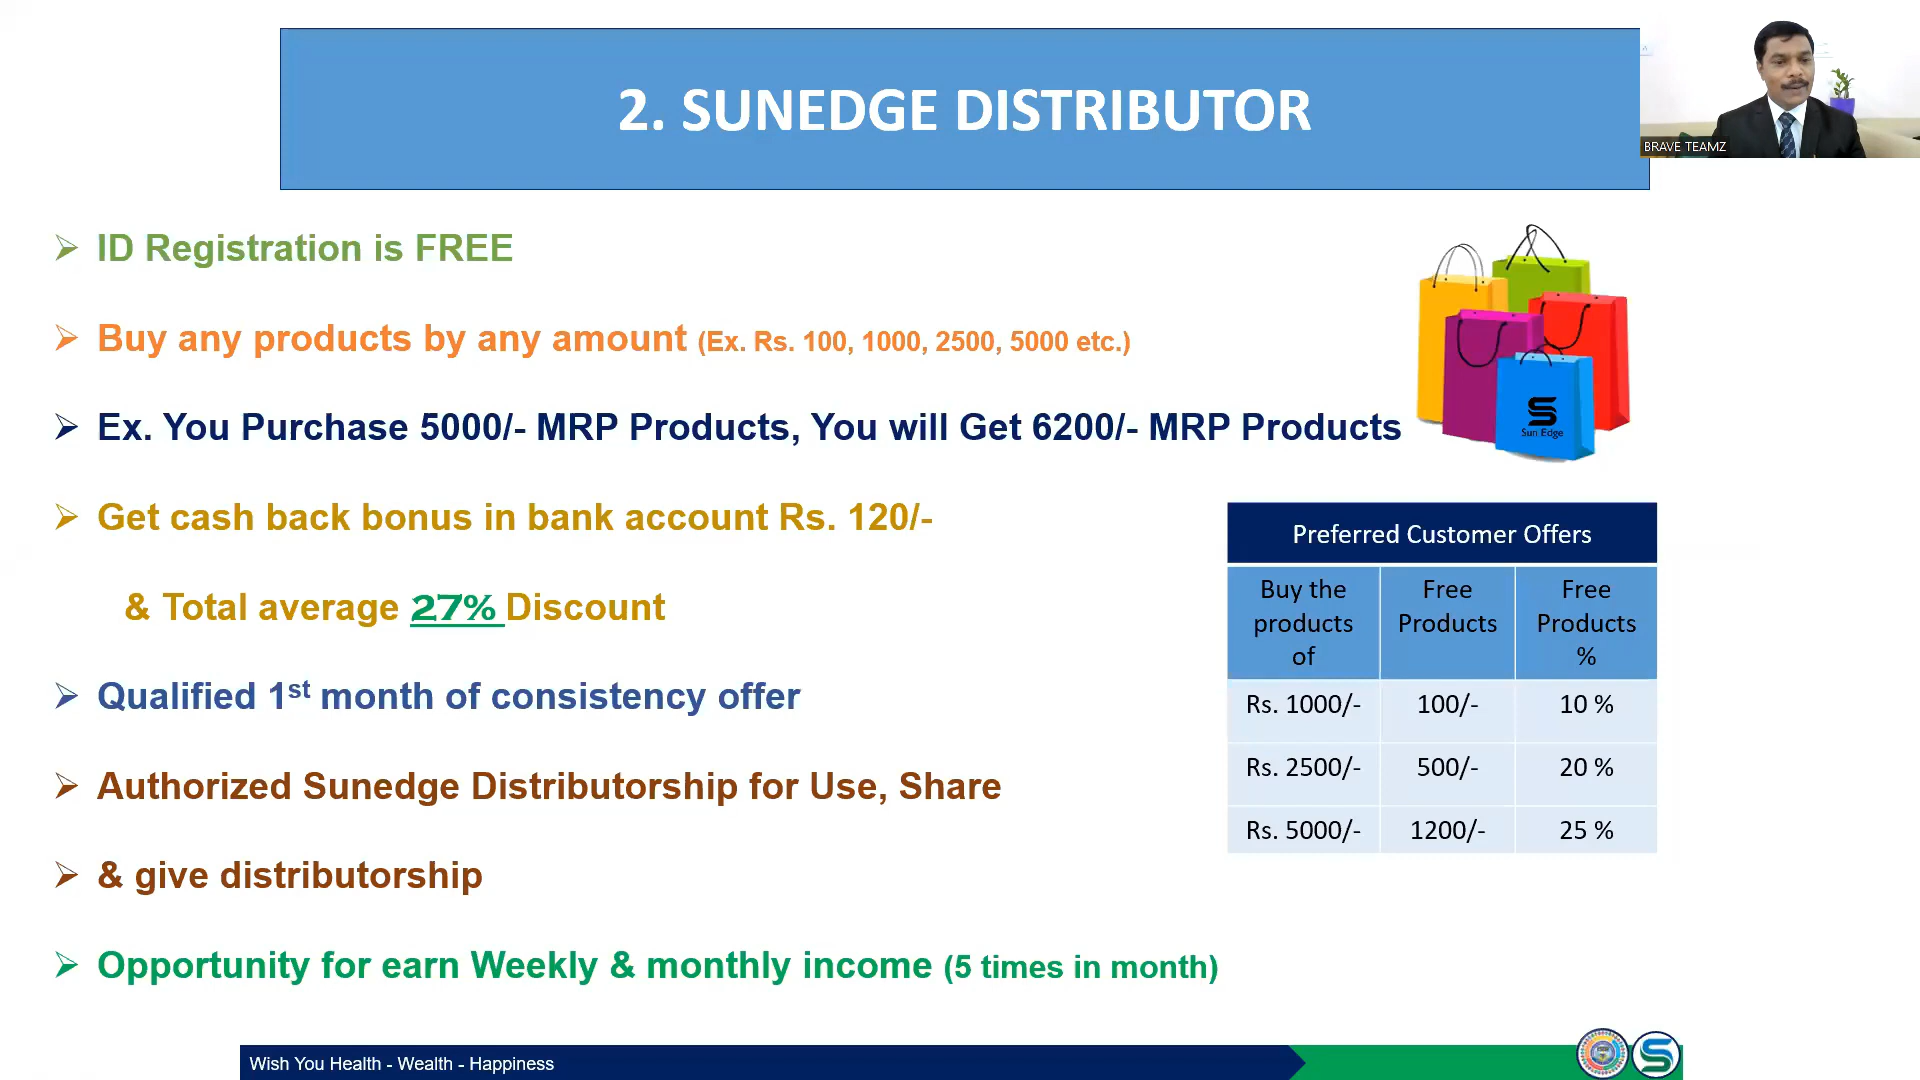 2. SUNEDGE DISTRIBUTOR
BRAVE TEAMZ
ID Registration is FREE
Buy any products by any amount (Ex. Rs. 100, 1000, 2500, 5000 etc.)
Ex. You Purchase 5000/- MRP Products, You will Get 6200/- MRP Products
Sun Edge
Get cash back bonus in bank account Rs. 120/-
& Total average 27% Discount
Qualified 1st month of consistency offer
Authorized Sunedge Distributorship for Use, Share
& give distributorship
Opportunity for earn Weekly & monthly income (5 times in month)
Preferred Customer Offers
Buy the products of Free Products Free Products %
Rs. 1000/- 100/- 10 %
Rs. 2500/- 500/- 20 %
Rs. 5000/- 1200/- 25 %
Wish You Health - Wealth - Happiness